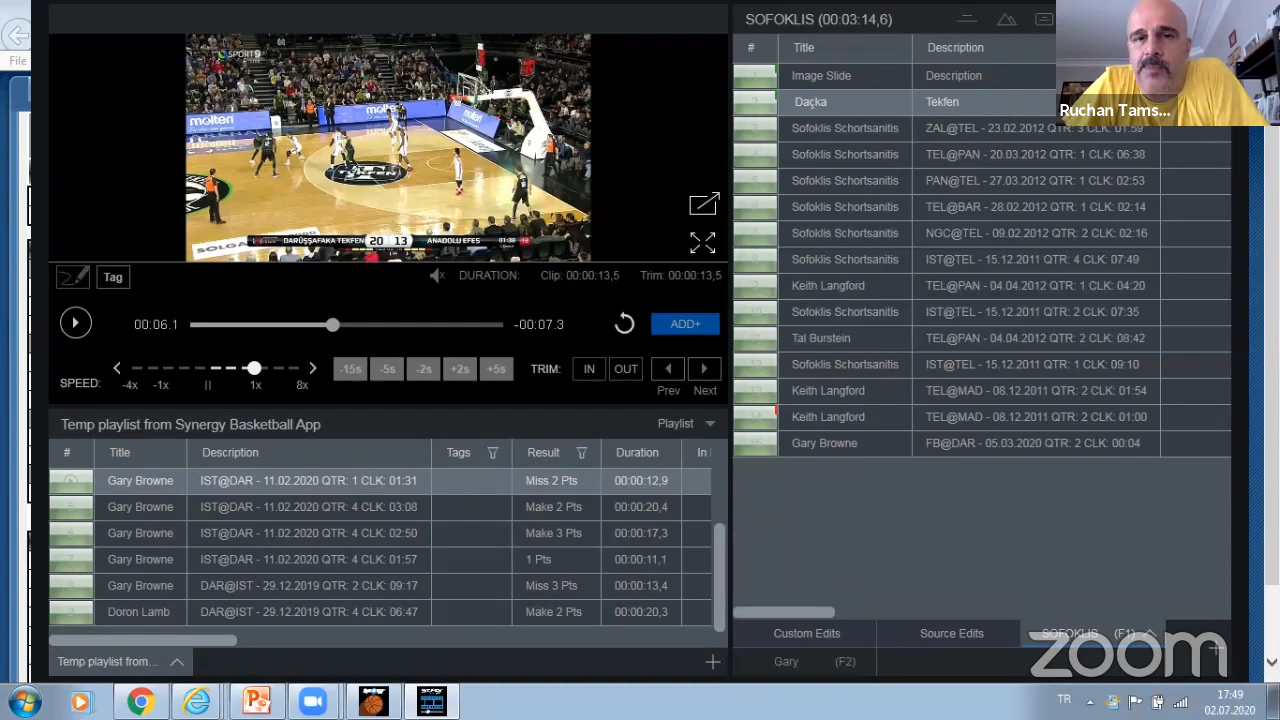 File
SPORT9
molten
molten
molten
DARÜŞŞAFAKA TEKFEN 20 13 ANADOLU EFES 01:38
Tag
DURATION: Clip: 00:00:13,5 Trim: 00:00:13,5
00:06.1 -00:07.3 ADD+
SPEED: -4x -1x || 1x 8x
-15s -5s -2s +2s +5s
TRIM: IN OUT
Prev Next
Temp playlist from Synergy Basketball App Playlist
# Title Description Tags Result Duration In
Gary Browne IST@DAR - 11.02.2020 QTR: 1 CLK: 01:31 Miss 2 Pts 00:00:12,9
Gary Browne IST@DAR - 11.02.2020 QTR: 4 CLK: 03:08 Make 2 Pts 00:00:20,4
Gary Browne IST@DAR - 11.02.2020 QTR: 4 CLK: 02:50 Make 3 Pts 00:00:17,3
Gary Browne IST@DAR - 11.02.2020 QTR: 4 CLK: 01:57 1 Pts 00:00:11,1
Gary Browne DAR@IST - 29.12.2019 QTR: 2 CLK: 09:17 Miss 3 Pts 00:00:13,4
Doron Lamb DAR@IST - 29.12.2019 QTR: 4 CLK: 06:47 Make 2 Pts 00:00:20,3
Temp playlist from...
SOFOKLIS (00:03:14,6)
# Title Description
Image Slide Description
Daçka Tekfen
Sofoklis Schortsanitis ZAL@TEL - 23.02.2012 QTR: 3 CLK: 01:59
Sofoklis Schortsanitis TEL@PAN - 20.03.2012 QTR: 1 CLK: 06:38
Sofoklis Schortsanitis PAN@TEL - 27.03.2012 QTR: 1 CLK: 02:53
Sofoklis Schortsanitis TEL@BAR - 28.02.2012 QTR: 1 CLK: 02:14
Sofoklis Schortsanitis NGC@TEL - 09.02.2012 QTR: 2 CLK: 02:16
Sofoklis Schortsanitis IST@TEL - 15.12.2011 QTR: 4 CLK: 07:49
Keith Langford TEL@PAN - 04.04.2012 QTR: 1 CLK: 04:20
Sofoklis Schortsanitis IST@TEL - 15.12.2011 QTR: 2 CLK: 07:35
Tal Burstein TEL@PAN - 04.04.2012 QTR: 2 CLK: 08:42
Sofoklis Schortsanitis IST@TEL - 15.12.2011 QTR: 1 CLK: 09:10
Keith Langford TEL@MAD - 08.12.2011 QTR: 2 CLK: 01:54
Keith Langford TEL@MAD - 08.12.2011 QTR: 2 CLK: 01:00
Gary Browne FB@DAR - 05.03.2020 QTR: 2 CLK: 00:04
Custom Edits Source Edits SOFOKLIS (F1)
Gary (F2)
Ruchan Tams...
zoom
TR 17:49
02.07.2020